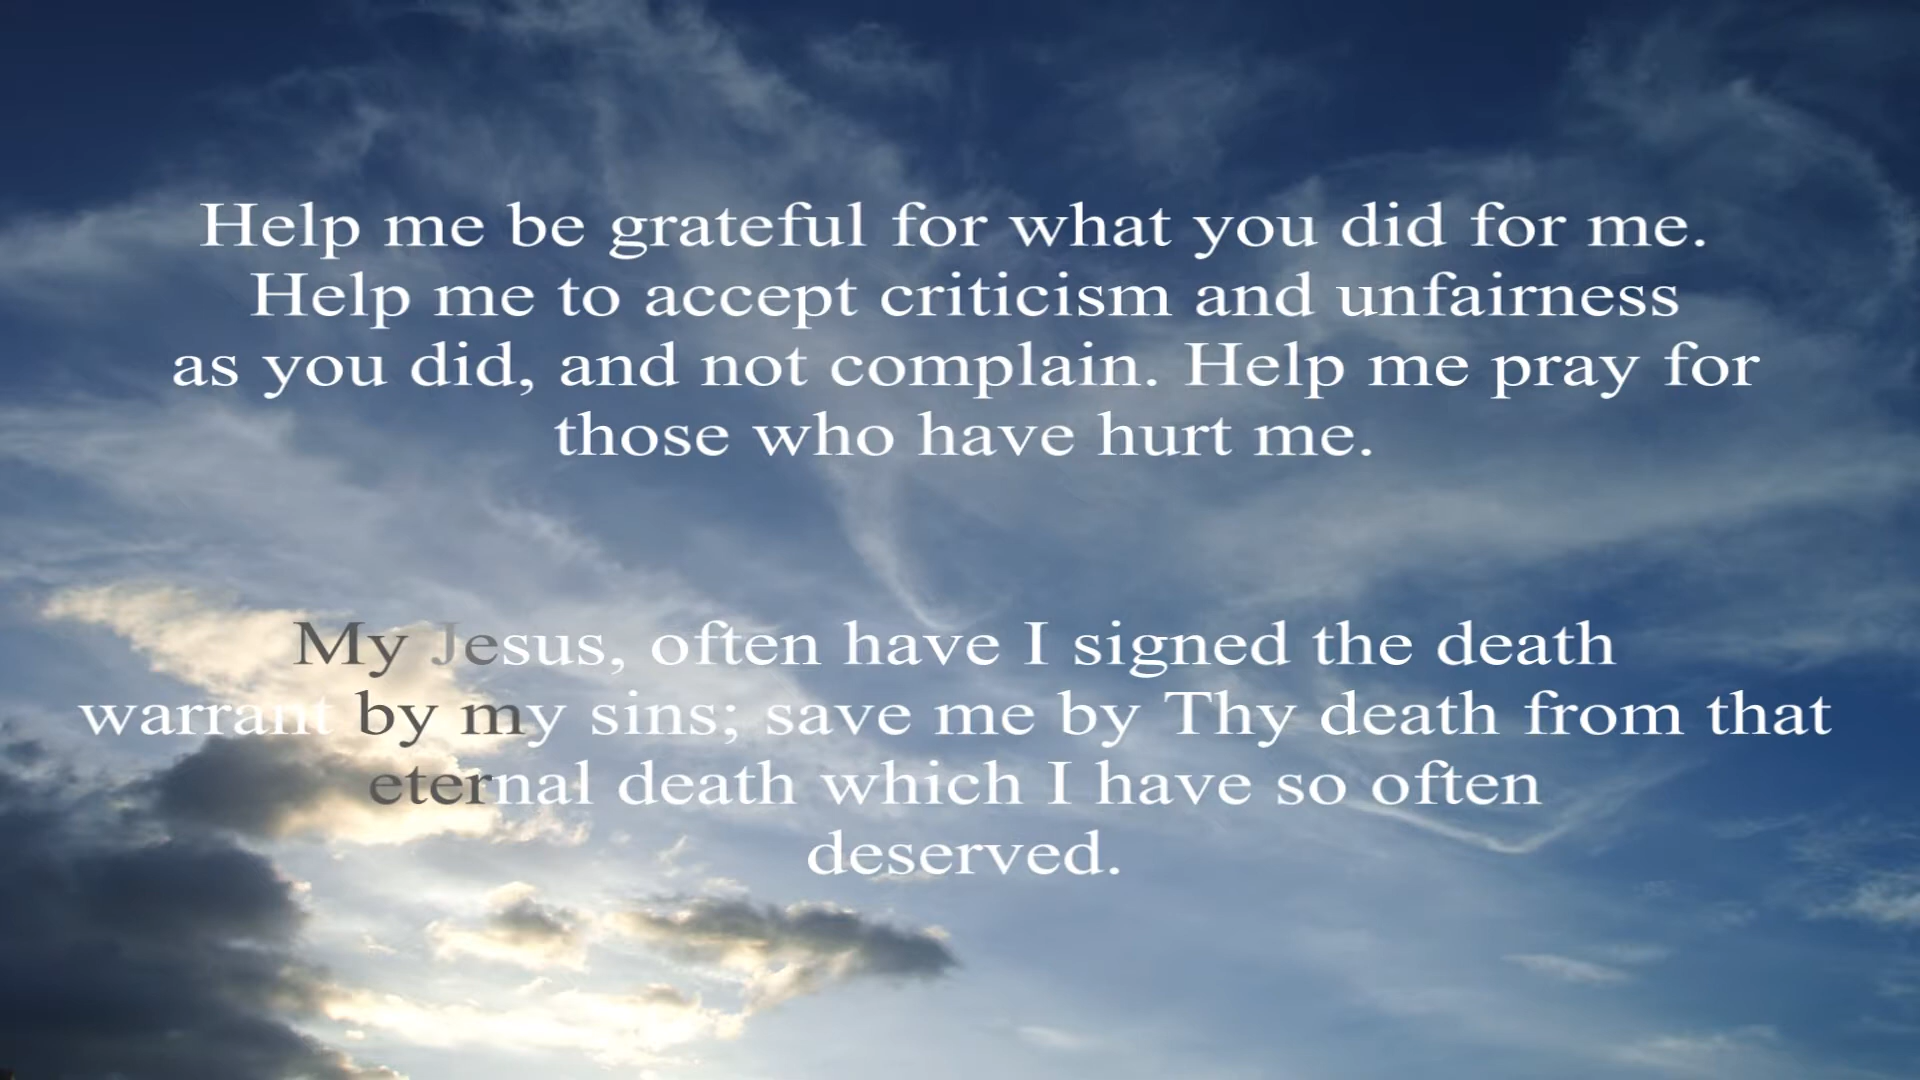 Help me be grateful for what you did for me.
Help me to accept criticism and unfairness
as you did, and not complain. Help me pray for
those who have hurt me.
My Jesus, often have I signed the death
warrant by my sins; save me by Thy death from that
eternal death which I have so often
deserved.